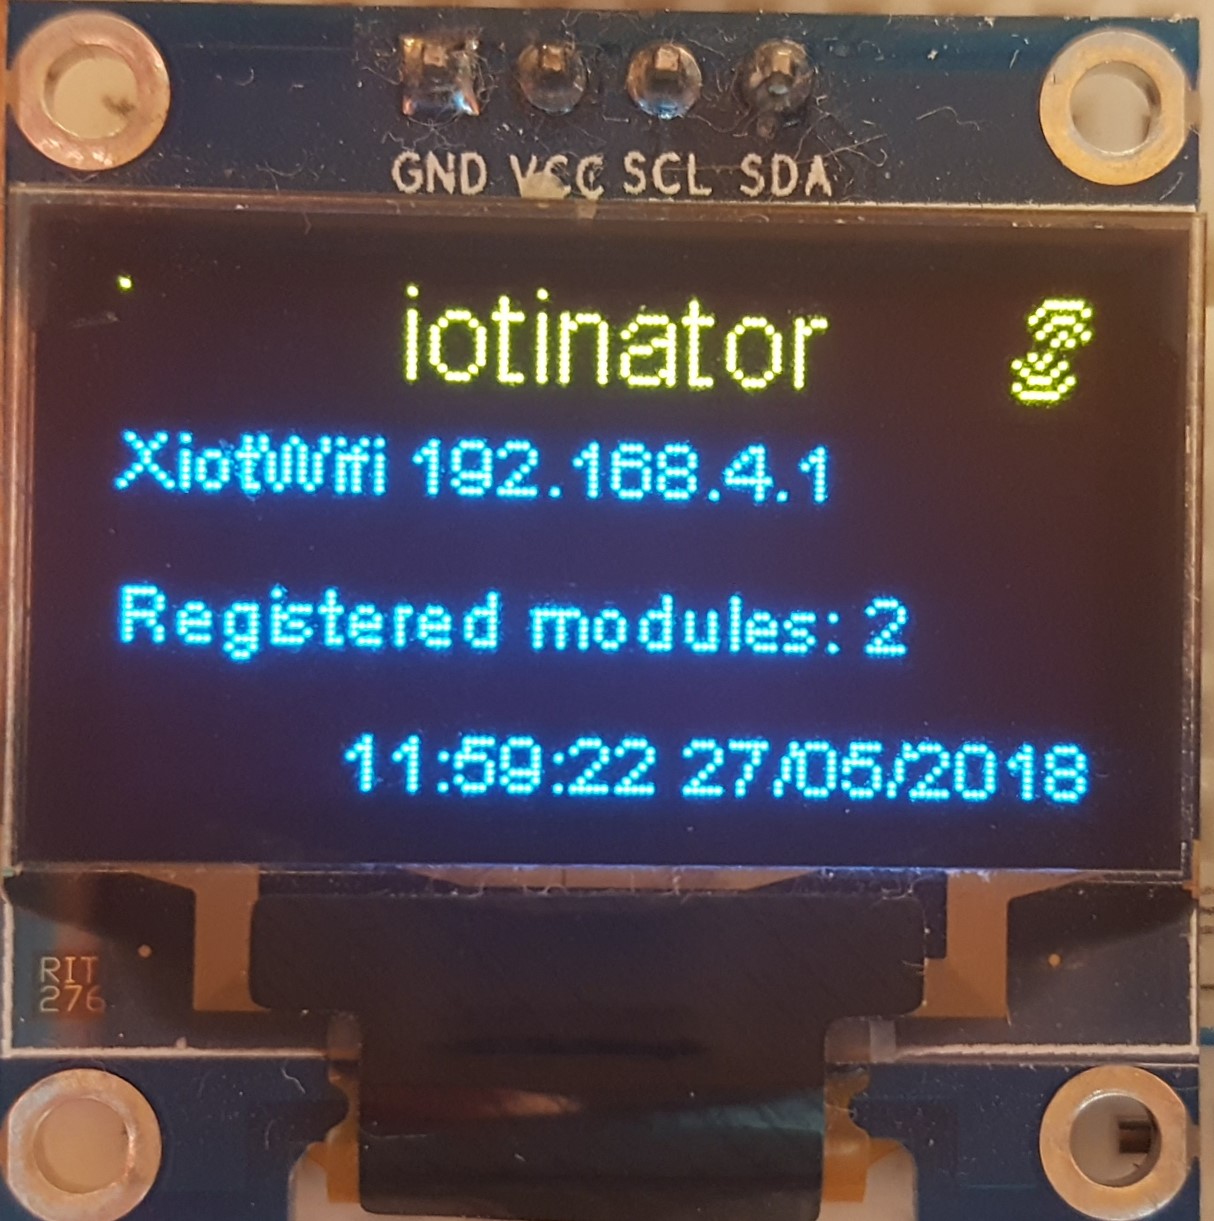 GND VCC SCL SDA
iotinator
XiotWifi 192.168.4.1
Registered modules: 2
11:59:22 27/05/2018
RIT
276